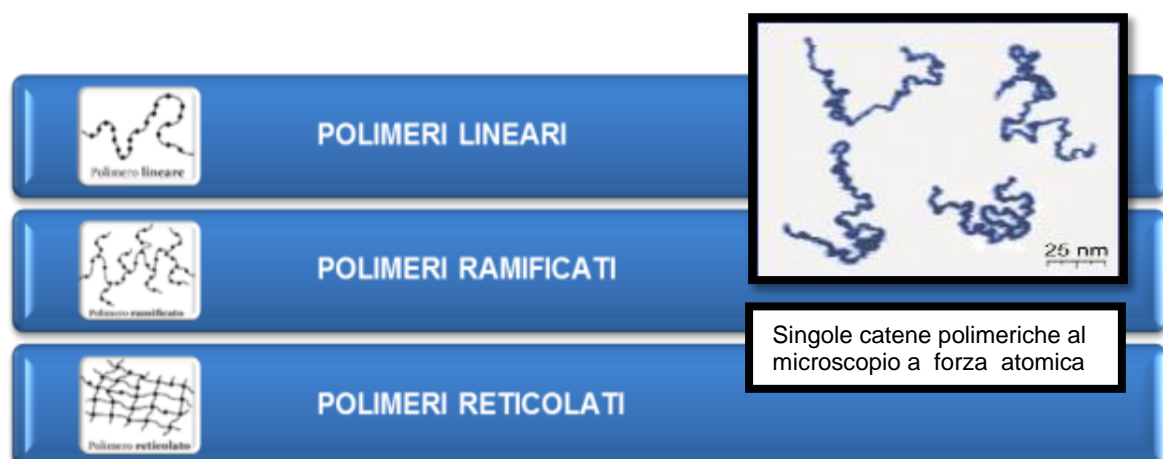 POLIMERI LINEARI
Polimero lineare
25 nm
POLIMERI RAMIFICATI
Polimero ramificato
Singole catene polimeriche al
microscopio a forza atomica
POLIMERI RETICOLATI
Polimero reticolato